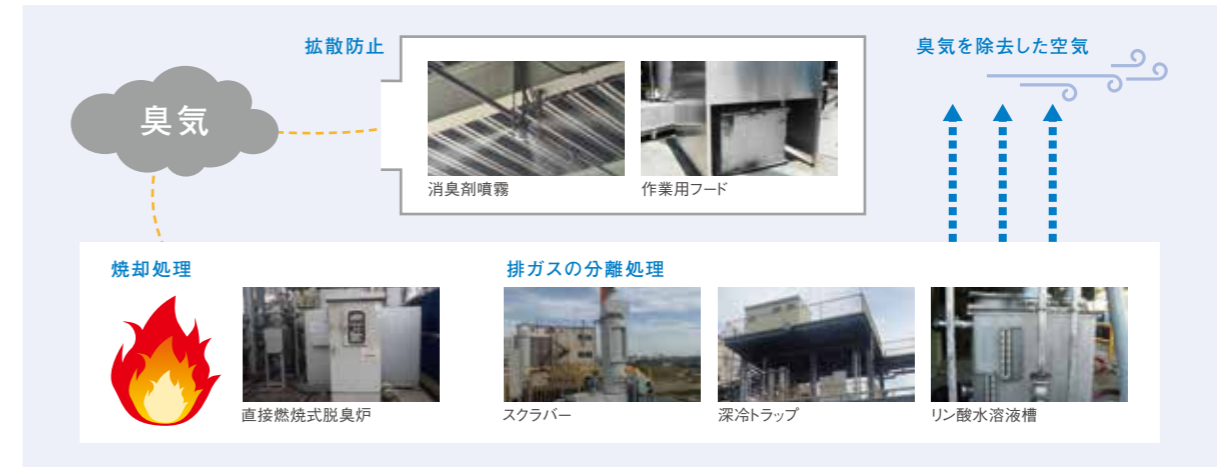 拡散防止
臭気を除去した空気
臭気
消臭剤噴霧
作業用フード
焼却処理
排ガスの分離処理
直接燃焼式脱臭炉
スクラバー
深冷トラップ
リン酸水溶液槽